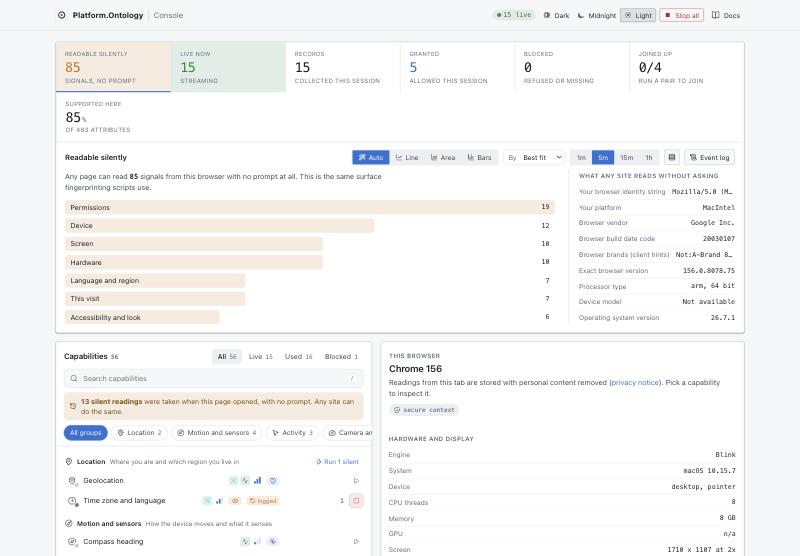 Platform.Ontology Console
15 live
Dark
Midnight
Light
Stop all
Docs
READABLE SILENTLY
85
SIGNALS, NO PROMPT
LIVE NOW
15
STREAMING
RECORDS
15
COLLECTED THIS SESSION
GRANTED
5
ALLOWED THIS SESSION
BLOCKED
0
REFUSED OR MISSING
JOINED UP
0/4
RUN A PAIR TO JOIN
SUPPORTED HERE
85%
OF 483 ATTRIBUTES
Readable silently
Auto
Line
Area
Bars
By Best fit
1m
5m
15m
1h
Event log
Any page can read 85 signals from this browser with no prompt at all. This is the same surface
fingerprinting scripts use.
Permissions 19
Device 12
Screen 10
Hardware 10
Language and region 7
This visit 7
Accessibility and look 6
WHAT ANY SITE READS WITHOUT ASKING
Your browser identity string Mozilla/5.0 (M…
Your platform MacIntel
Browser vendor Google Inc.
Browser build date code 20030107
Browser brands (client hints) Not:A-Brand 8…
Exact browser version 156.0.8078.75
Processor type arm, 64 bit
Device model Not available
Operating system version 26.7.1
Capabilities 56
All 56
Live 15
Used 16
Blocked 1
Search capabilities /
13 silent readings were taken when this page opened, with no prompt. Any site can
do the same.
All groups
Location 2
Motion and sensors 4
Activity 3
Camera an
Location Where you are and which region you live in
Run 1 silent
Geolocation
Time zone and language
logged
1
Motion and sensors How the device moves and what it senses
Compass heading
THIS BROWSER
Chrome 156
Readings from this tab are stored with personal content removed (privacy notice). Pick a capability
to inspect it.
secure context
HARDWARE AND DISPLAY
Engine Blink
System macOS 10.15.7
Device desktop, pointer
CPU threads 8
Memory 8 GB
GPU n/a
Screen 1710 x 1107 at 2x